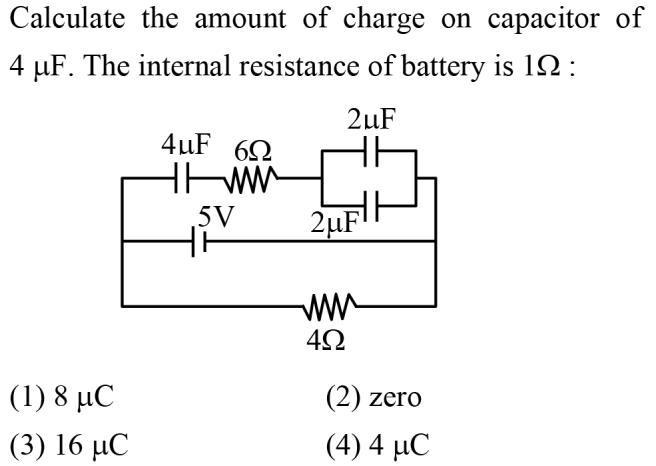 Calculate the amount of charge on capacitor of
4 μF. The internal resistance of battery is 1Ω :
2μF
4μF 6Ω
5V 2μF
4Ω
(1) 8 μC (2) zero
(3) 16 μC (4) 4 μC